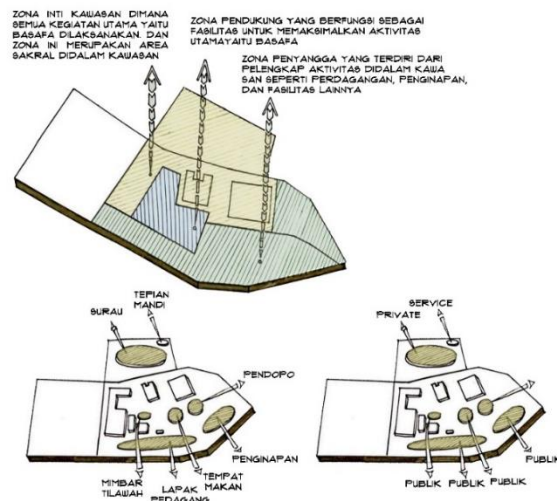 ZONA INTI KAWASAN DIMANA
SEMUA KEGIATAN UTAMA YAITU
BASAFA DILAKSANAKAN. DAN
ZONA INI MERUPAKAN AREA
SAKRAL DIDALAM KAWASAN
ZONA PENDUKUNG YANG BERFUNGSI SEBAGAI
FASILITAS UNTUK MEMAKSIMALKAN AKTIVITAS
UTAMAYAITU BASAFA
ZONA PENYANGGA YANG TERDIRI DARI
PELENGKAP AKTIVITAS DIDALAM KAWA
SAN SEPERTI PERDAGANGAN, PENGINAPAN,
DAN FASILITAS LAINNYA
TEPIAN
MANDI
SURAU
PENDOPO
PENGINAPAN
TEMPAT
MAKAN
LAPAK
PEDAGANG
MIMBAR
TILAWAH
SERVICE
PRIVATE
PUBLIK
PUBLIK
PUBLIK
PUBLIK